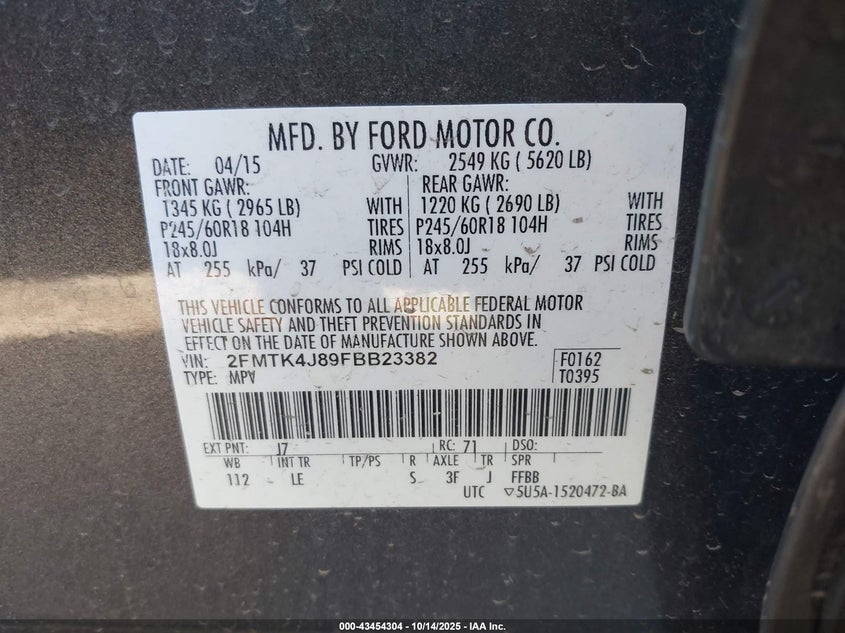 MFD. BY FORD MOTOR CO.
DATE: 04/15 GVWR: 2549 KG ( 5620 LB)
FRONT GAWR: REAR GAWR:
1345 KG ( 2965 LB) WITH 1220 KG ( 2690 LB) WITH
P245/60R18 104H TIRES P245/60R18 104H TIRES
18x8.0J RIMS 18x8.0J RIMS
AT 255 kPa/ 37 PSI COLD AT 255 kPa/ 37 PSI COLD
THIS VEHICLE CONFORMS TO ALL APPLICABLE FEDERAL MOTOR
VEHICLE SAFETY AND THEFT PREVENTION STANDARDS IN
EFFECT ON THE DATE OF MANUFACTURE SHOWN ABOVE.
VIN: 2FMTK4J89FBB23382 F0162
TYPE: MPV T0395
EXT PNT: J7 RC: 71 DSO:
WB INT TR TP/PS R AXLE TR SPR
112 LE S 3F J FFBB
UTC ▽5U5A-1520472-BA
000-43454304 - 10/14/2025 - IAA Inc.